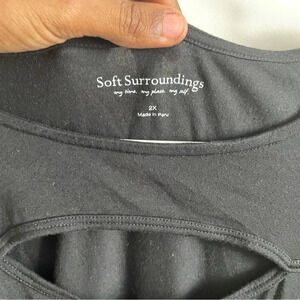 Soft Surroundings
my time. my place. my self.
2X
Made in Peru